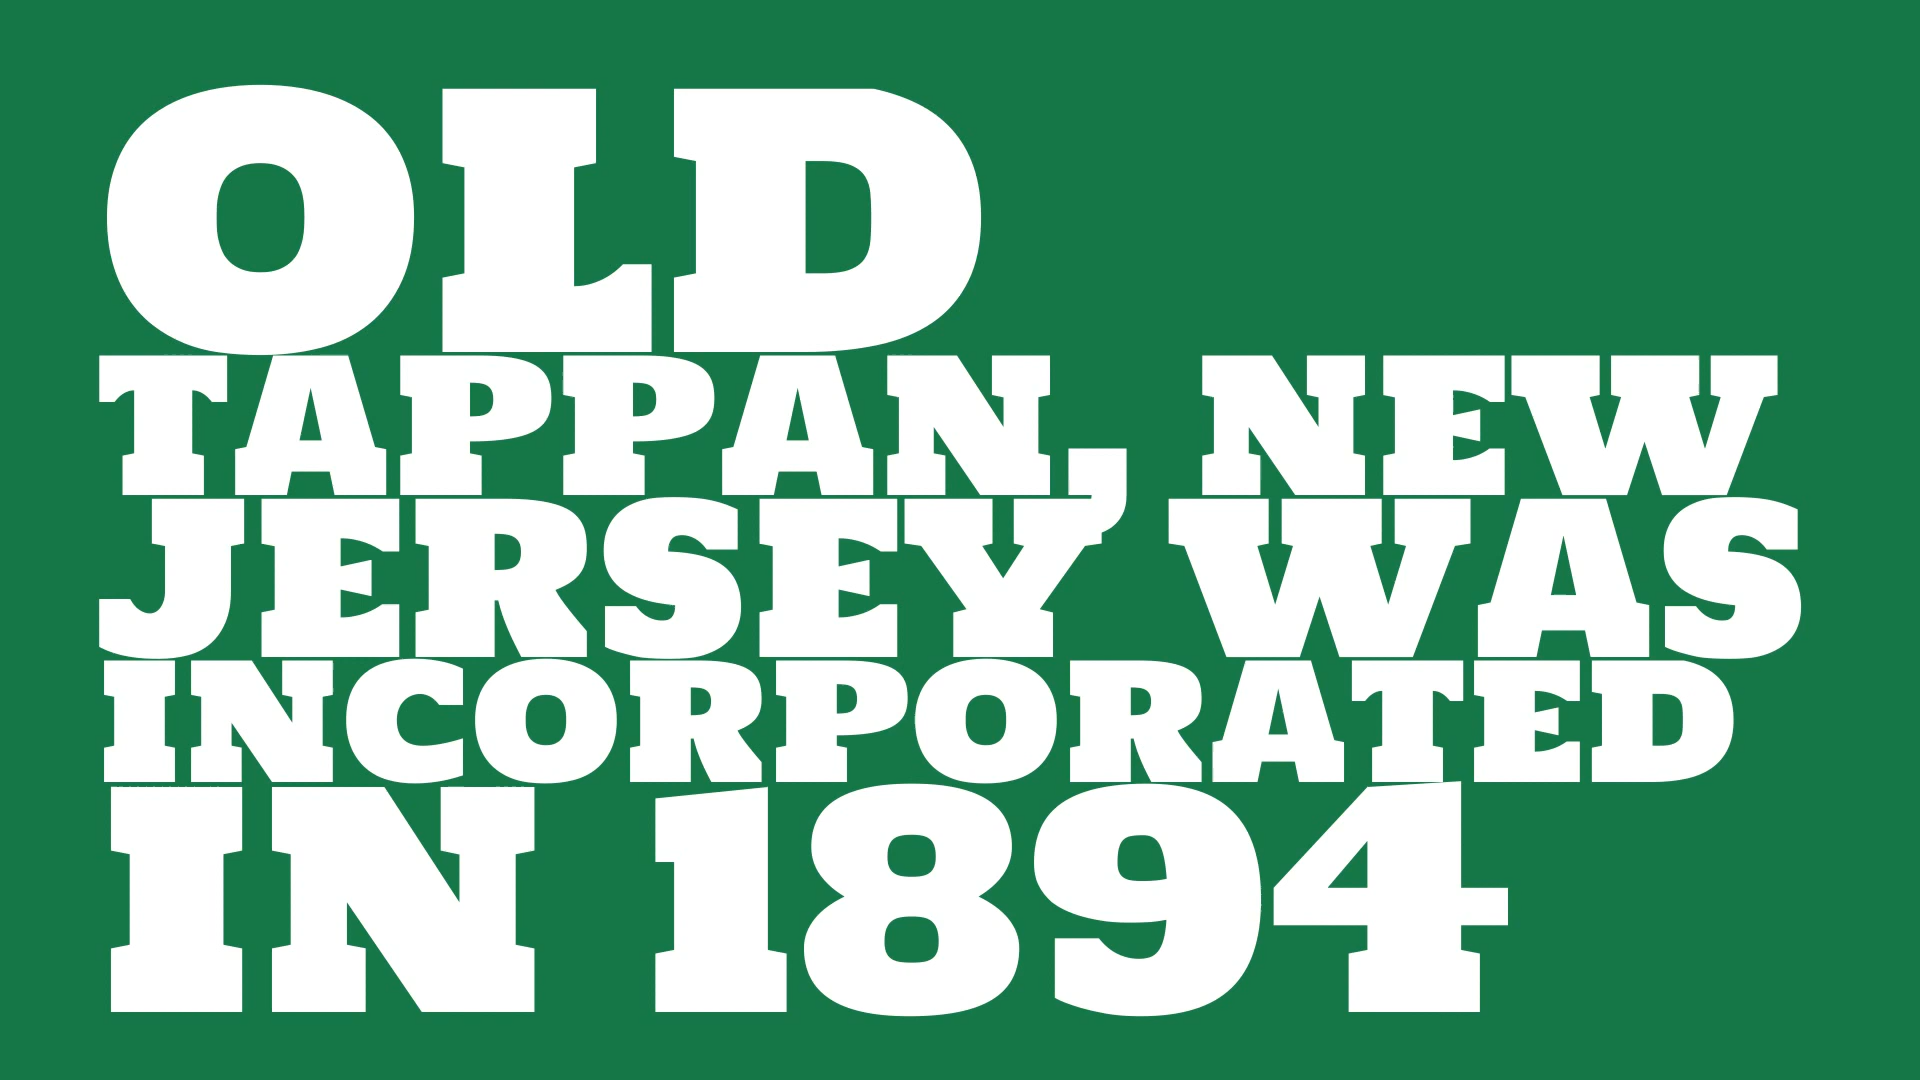 OLD
TAPPAN, NEW
JERSEY WAS
INCORPORATED
IN 1894